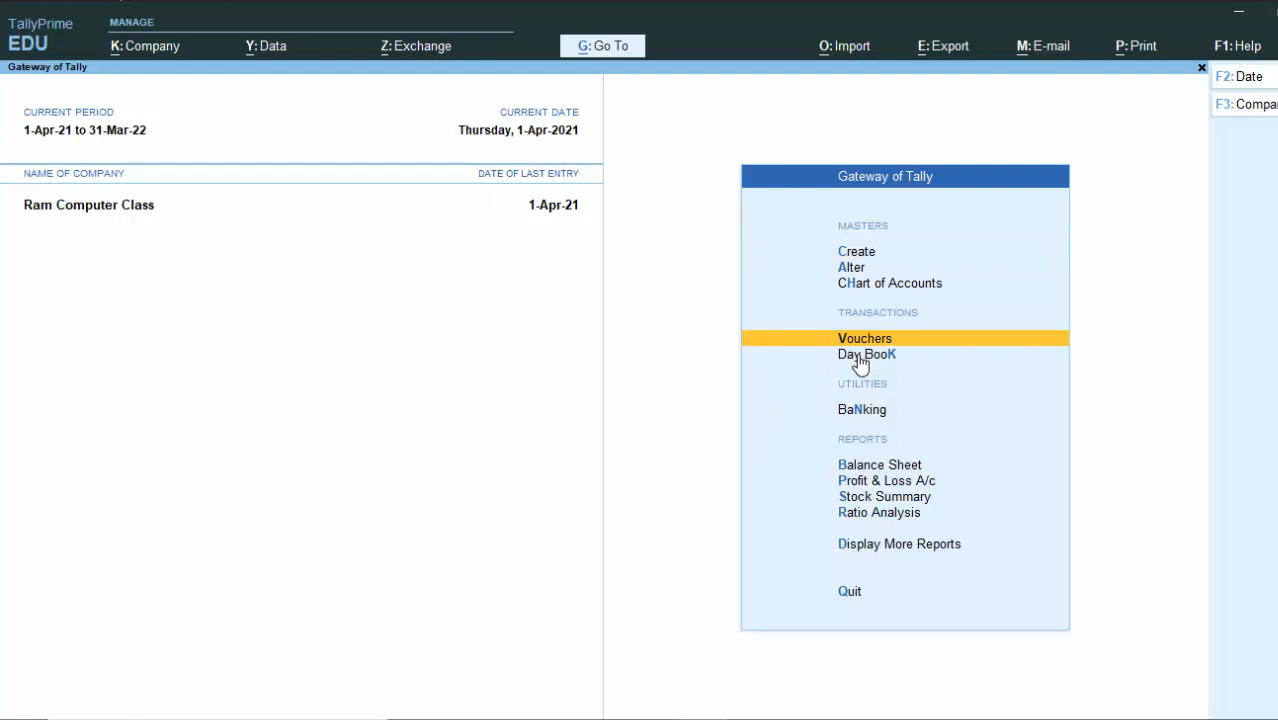 TallyPrime
EDU
MANAGE
K: Company
Y: Data
Z: Exchange
G: Go To
O: Import
E: Export
M: E-mail
P: Print
F1: Help
Gateway of Tally
F2: Date
F3: Compa
CURRENT PERIOD
CURRENT DATE
1-Apr-21 to 31-Mar-22
Thursday, 1-Apr-2021
NAME OF COMPANY
DATE OF LAST ENTRY
Ram Computer Class
1-Apr-21
Gateway of Tally
MASTERS
Create
Alter
CHart of Accounts
TRANSACTIONS
Vouchers
Day BooK
UTILITIES
BaNking
REPORTS
Balance Sheet
Profit & Loss A/c
Stock Summary
Ratio Analysis
Display More Reports
Quit